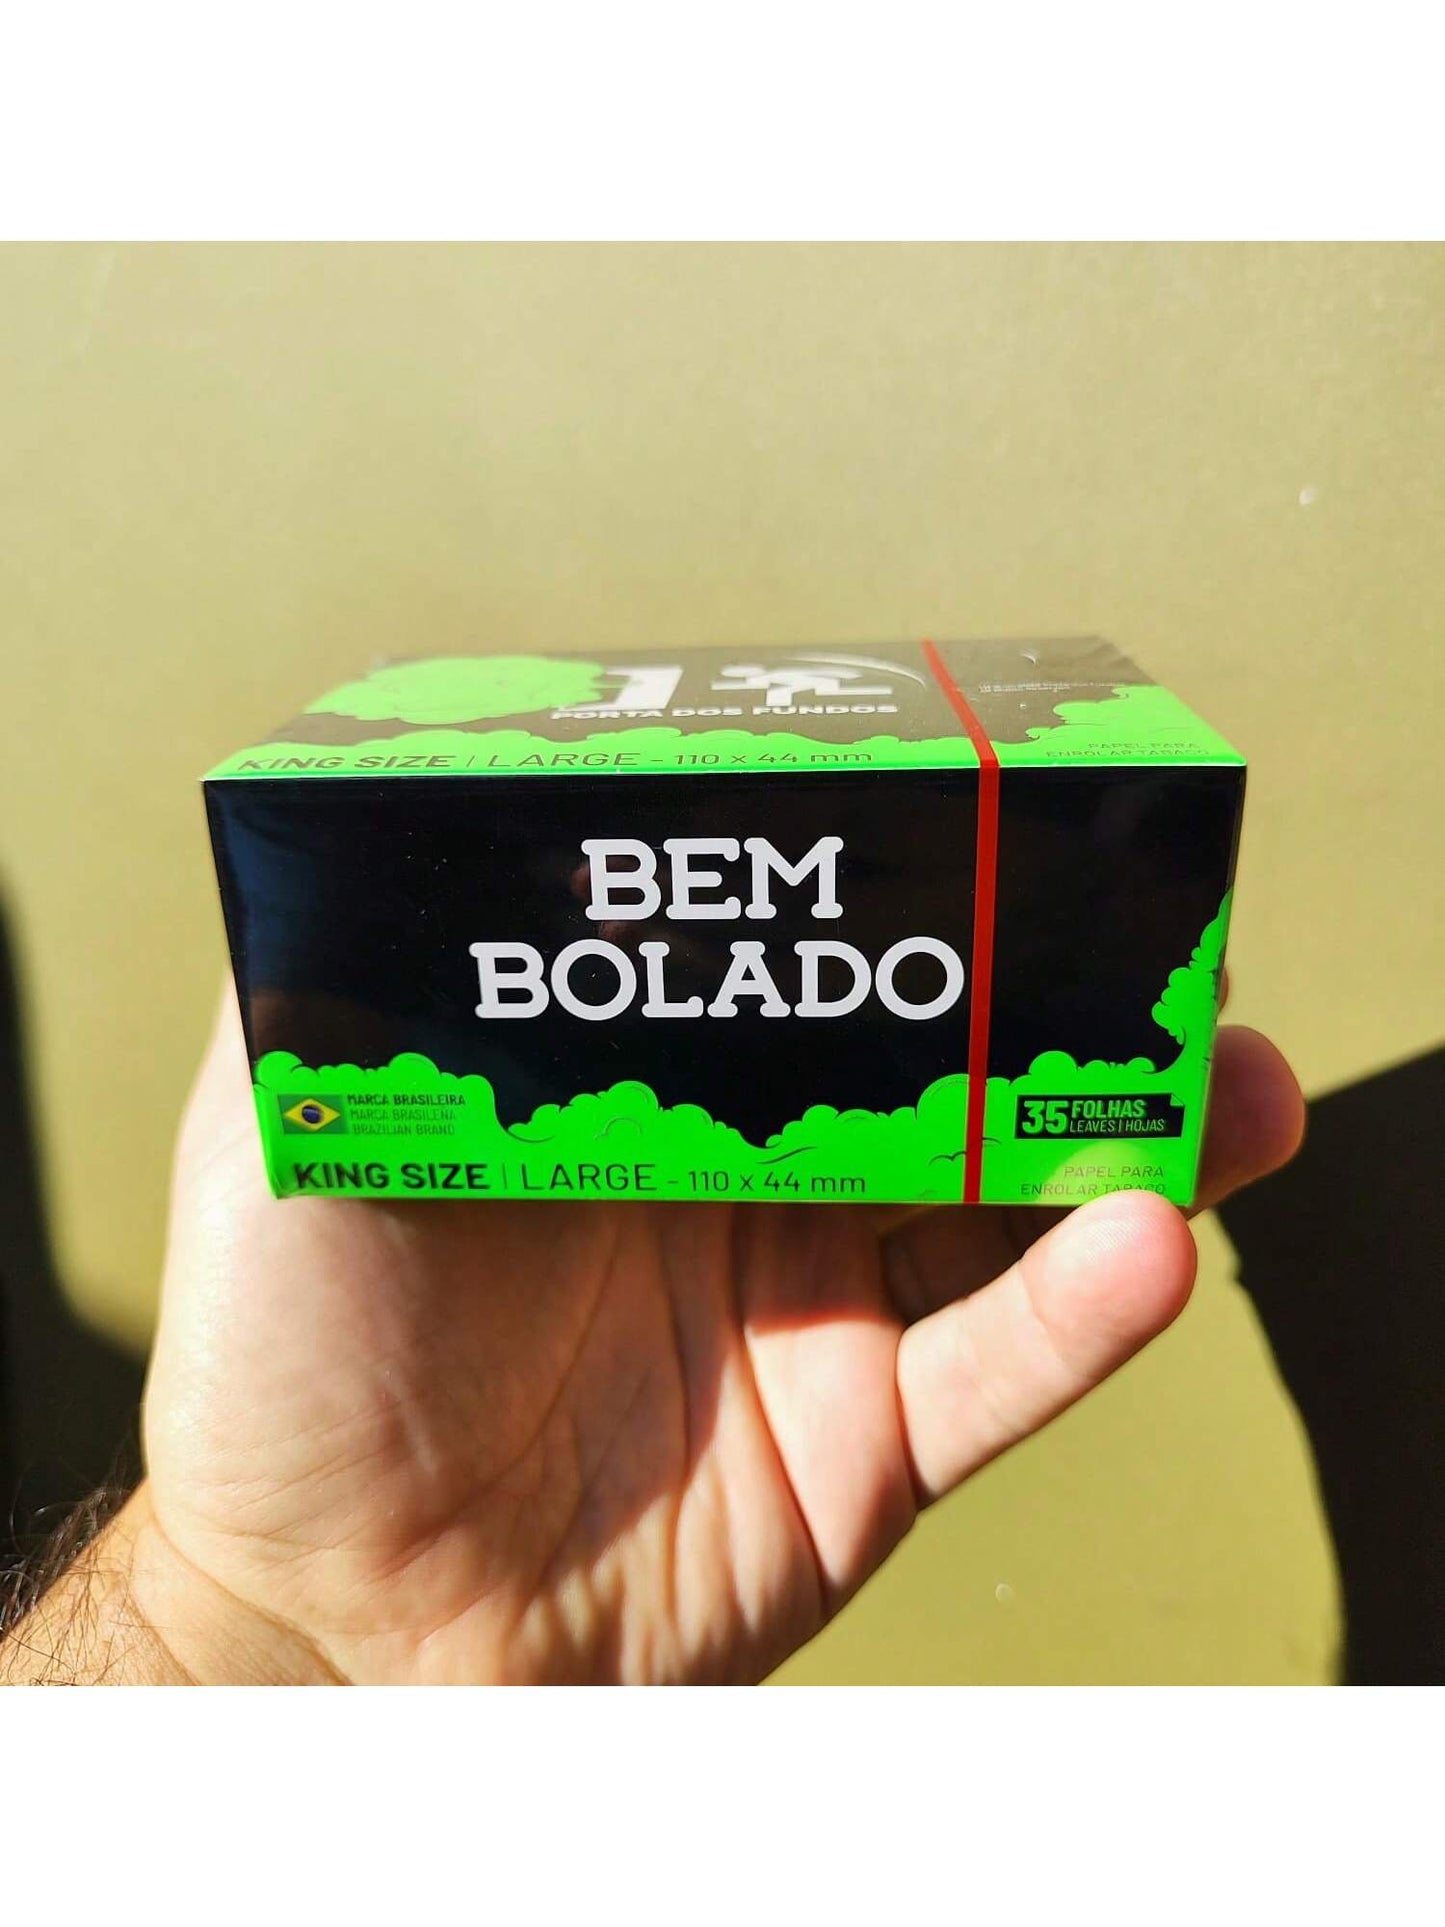 PORTA DOS FUNDOS
KING SIZE | LARGE - 110 x 44 mm
PAPEL PARA
ENROLAR TABACO
BEM
BOLADO
MARCA BRASILEIRA
MARCA BRASILENA
BRAZILIAN BRAND
35 FOLHAS
LEAVES | HOJAS
KING SIZE | LARGE - 110 x 44 mm
PAPEL PARA
ENROLAR TABACO